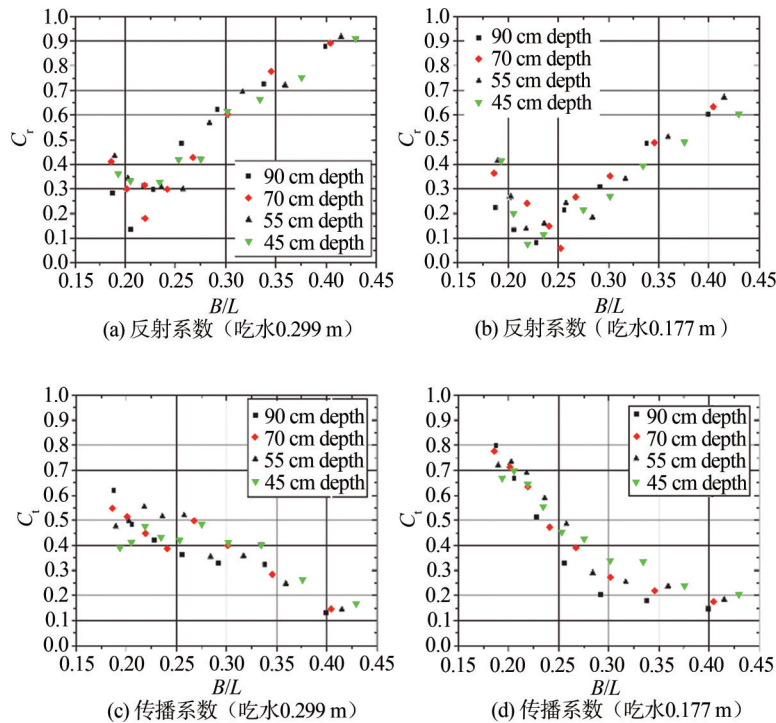 1.0
0.9
0.8
0.7
0.6
0.5
0.4
0.3
0.2
0.1
0.0
Cr
90 cm depth
70 cm depth
55 cm depth
45 cm depth
0.15 0.20 0.25 0.30 0.35 0.40 0.45
B/L
(a) 反射系数（吃水0.299 m）
1.0
0.9
0.8
0.7
0.6
0.5
0.4
0.3
0.2
0.1
0.0
Cr
90 cm depth
70 cm depth
55 cm depth
45 cm depth
0.15 0.20 0.25 0.30 0.35 0.40 0.45
B/L
(b) 反射系数（吃水0.177 m）
1.0
0.9
0.8
0.7
0.6
0.5
0.4
0.3
0.2
0.1
0.0
Ct
90 cm depth
70 cm depth
55 cm depth
45 cm depth
0.15 0.20 0.25 0.30 0.35 0.40 0.45
B/L
(c) 传播系数（吃水0.299 m）
1.0
0.9
0.8
0.7
0.6
0.5
0.4
0.3
0.2
0.1
0.0
Ct
90 cm depth
70 cm depth
55 cm depth
45 cm depth
0.15 0.20 0.25 0.30 0.35 0.40 0.45
B/L
(d) 传播系数（吃水0.177 m）